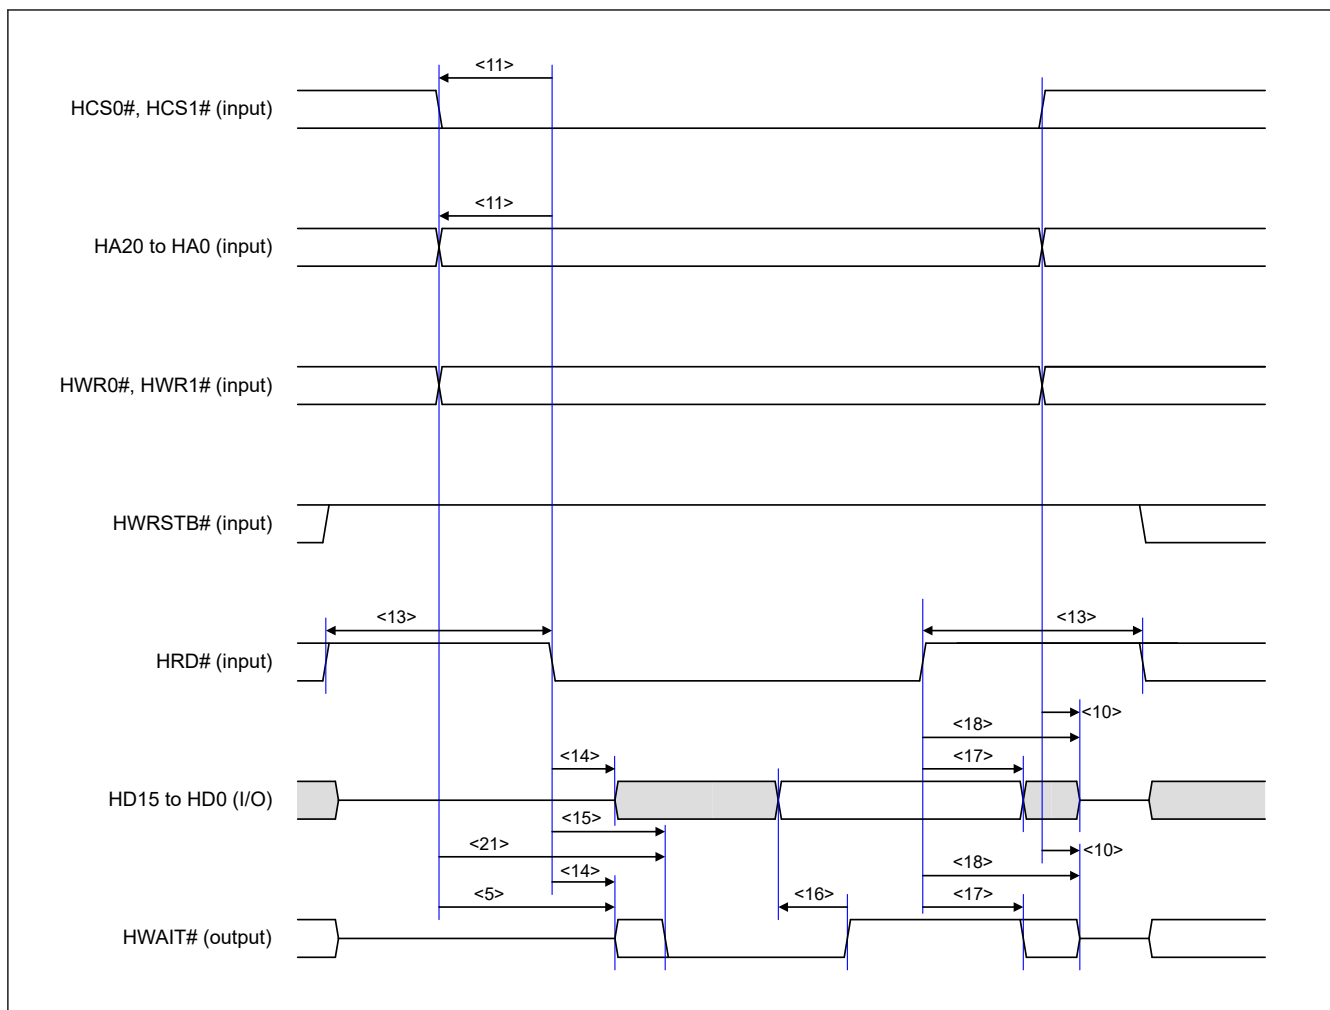 <11>
HCS0#, HCS1# (input)
<11>
HA20 to HA0 (input)
HWR0#, HWR1# (input)
HWRSTB# (input)
<13>
<13>
HRD# (input)
<10>
<18>
<14>
<17>
HD15 to HD0 (I/O)
<15>
<21>
<10>
<14>
<18>
<5>
<16>
<17>
HWAIT# (output)